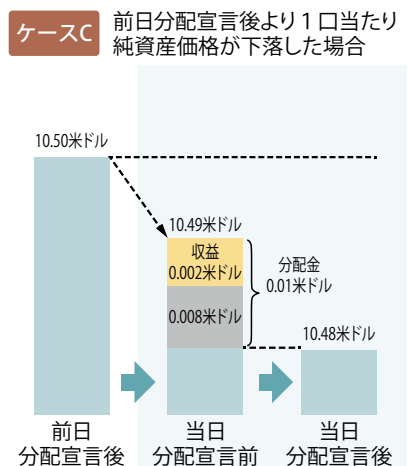 ケースC
前日分配宣言後より1口当たり
純資産価格が下落した場合
10.50米ドル
10.49米ドル
収益
0.002米ドル
0.008米ドル
分配金
0.01米ドル
10.48米ドル
前日
分配宣言後
当日
分配宣言前
当日
分配宣言後